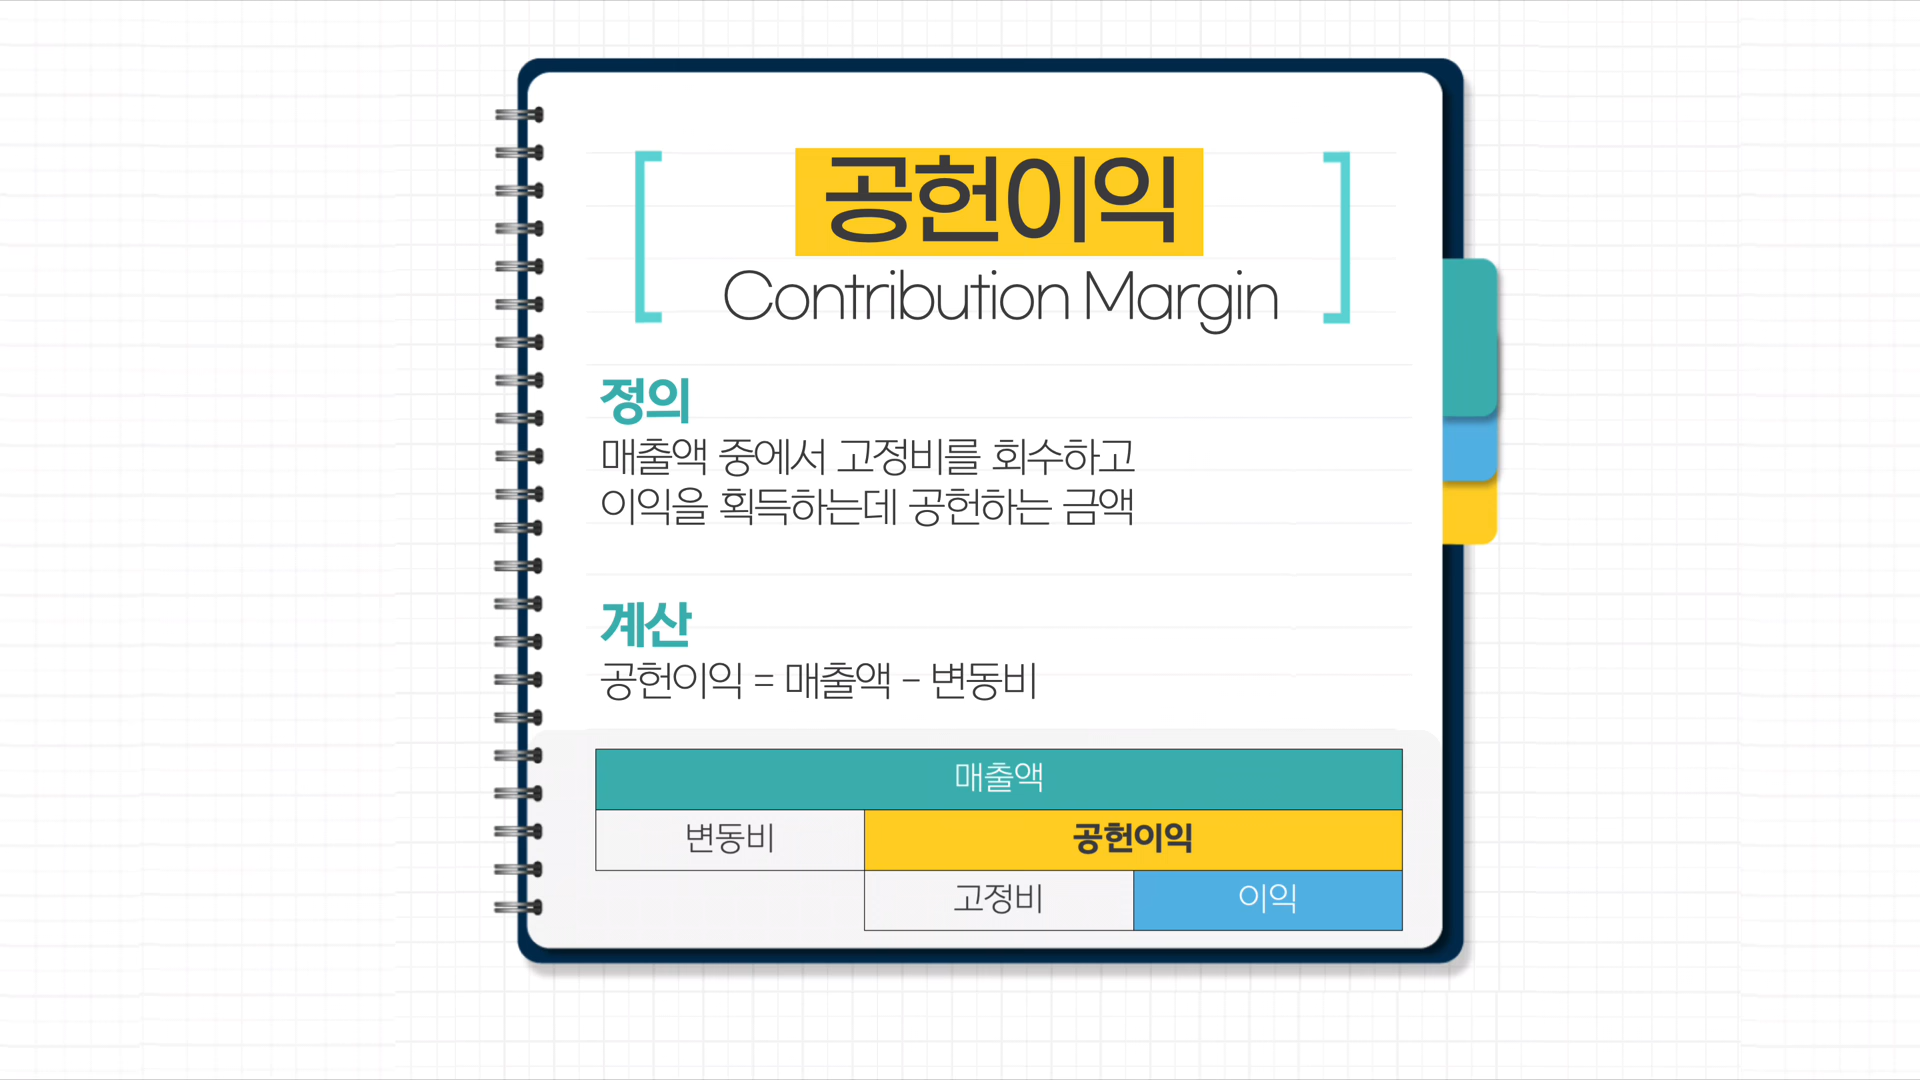 공헌이익
Contribution Margin
정의
매출액 중에서 고정비를 회수하고
이익을 획득하는데 공헌하는 금액
계산
공헌이익 = 매출액 - 변동비
매출액
변동비
공헌이익
고정비
이익